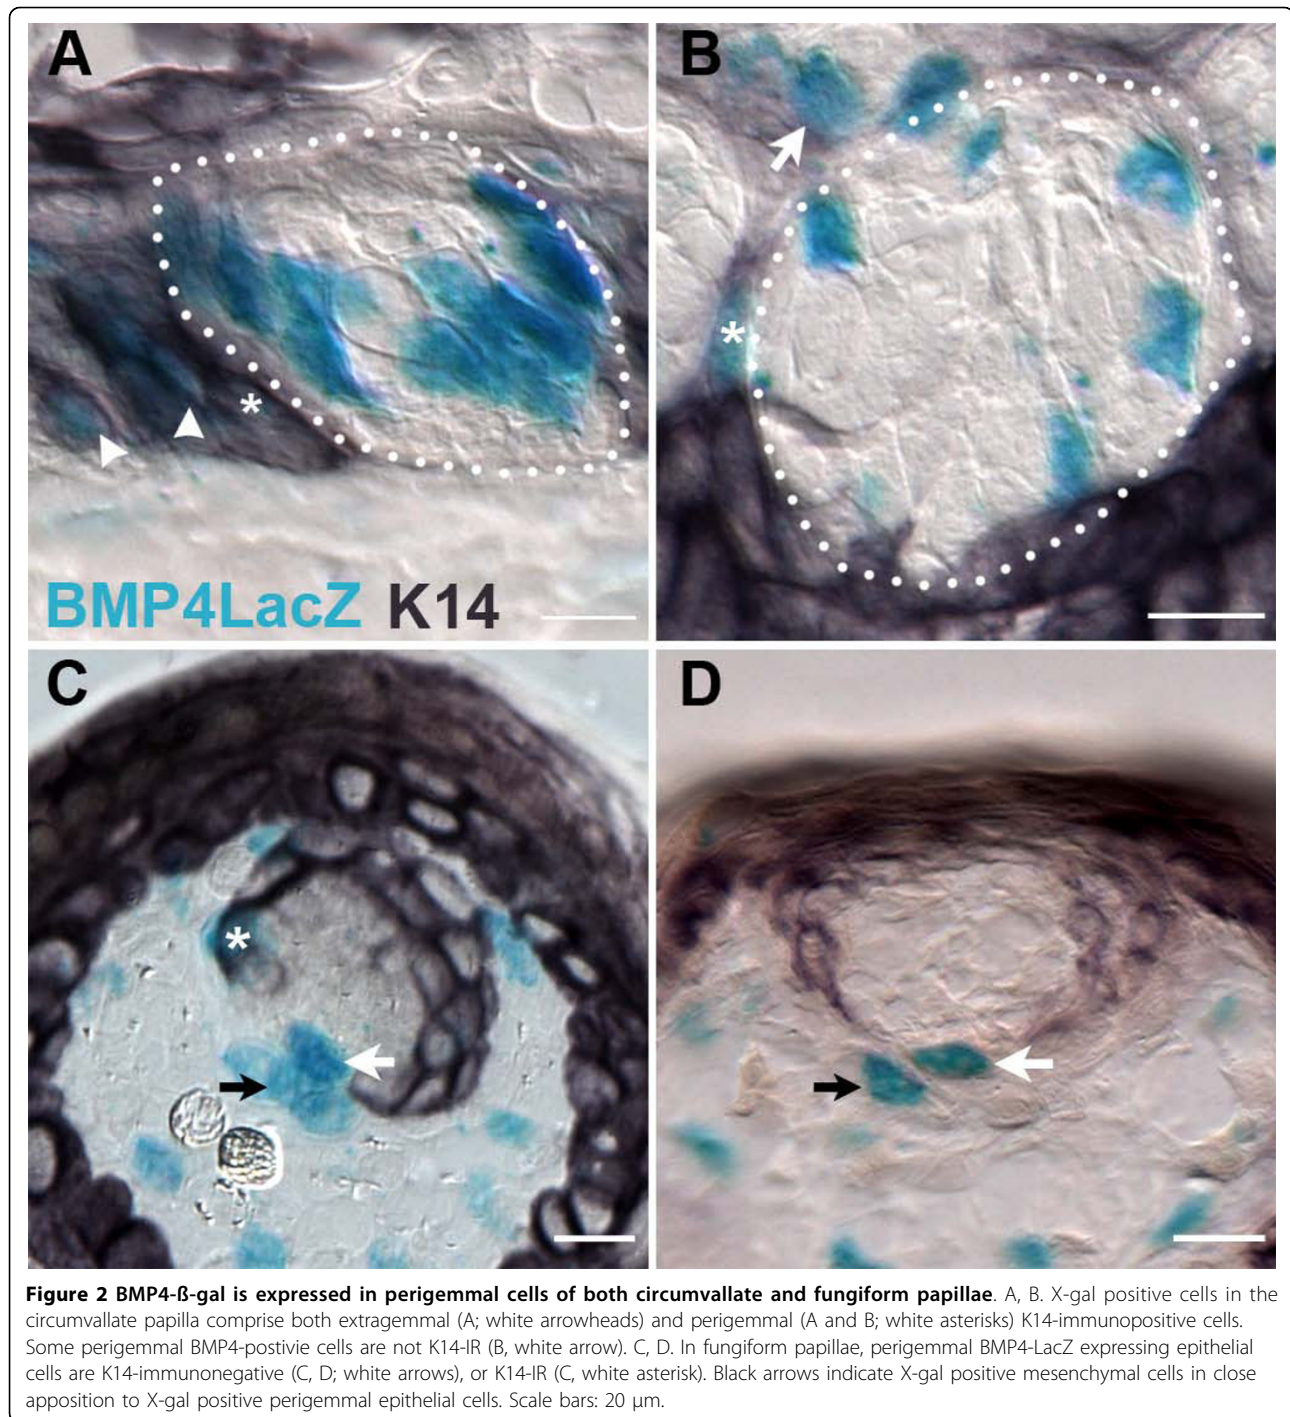 A
B
BMP4LacZ K14
C
D
Figure 2 BMP4-ß-gal is expressed in perigemmal cells of both circumvallate and fungiform papillae. A, B. X-gal positive cells in the
circumvallate papilla comprise both extragemmal (A; white arrowheads) and perigemmal (A and B; white asterisks) K14-immunopositive cells.
Some perigemmal BMP4-postivie cells are not K14-IR (B, white arrow). C, D. In fungiform papillae, perigemmal BMP4-LacZ expressing epithelial
cells are K14-immunonegative (C, D; white arrows), or K14-IR (C, white asterisk). Black arrows indicate X-gal positive mesenchymal cells in close
apposition to X-gal positive perigemmal epithelial cells. Scale bars: 20 μm.